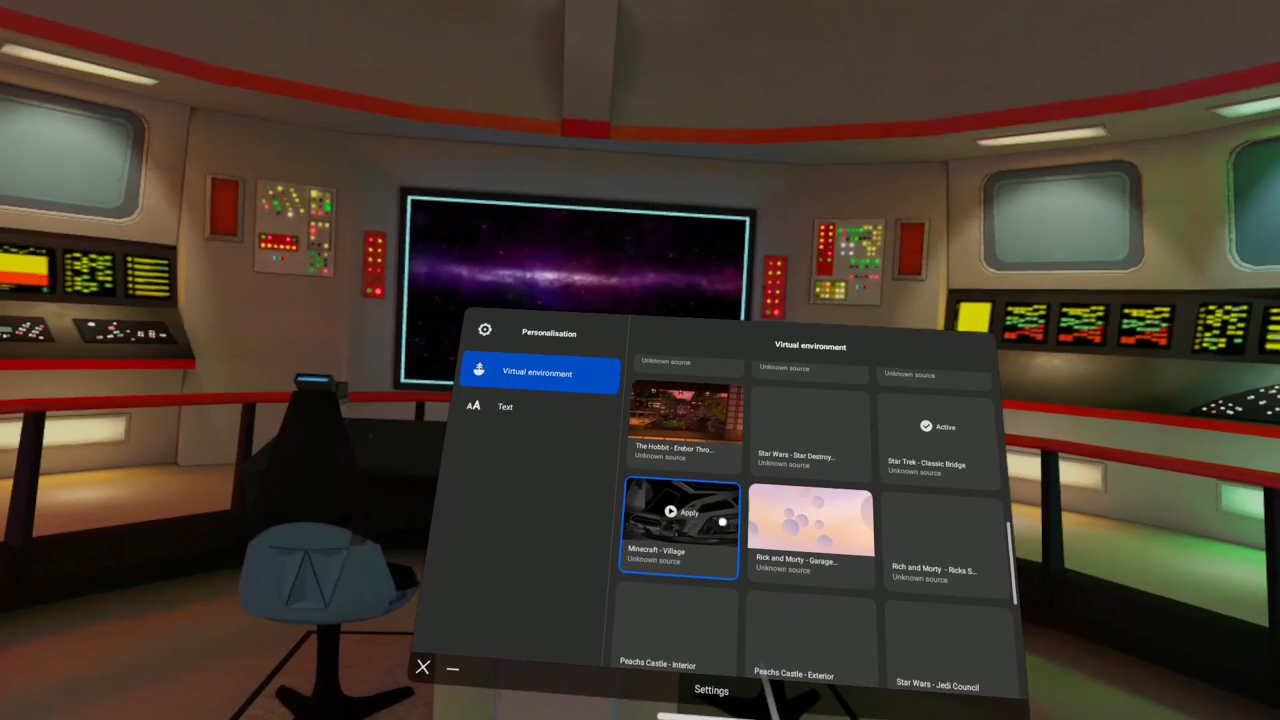 Personalisation
Virtual environment
Text
Virtual environment
Unknown source
Unknown source
Unknown source
The Hobbit - Erebor Thro...
Unknown source
Star Wars - Star Destroy...
Unknown source
Active
Star Trek - Classic Bridge
Unknown source
Apply
Minecraft - Village
Unknown source
Rick and Morty - Garage...
Unknown source
Rich and Morty - Ricks S...
Unknown source
Peachs Castle - Interior
Peachs Castle - Exterior
Star Wars - Jedi Council
Settings